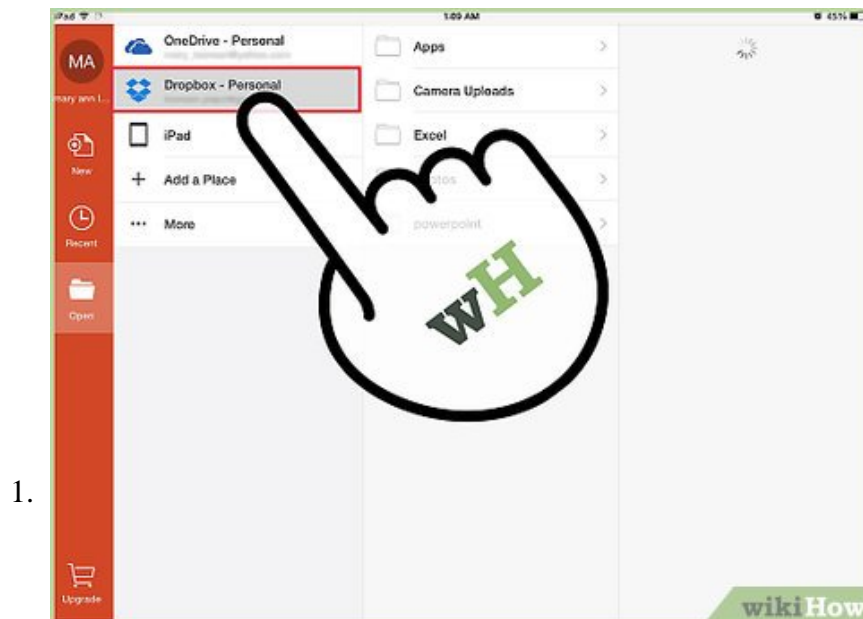 iPad
1:09 AM
45%
MA
mary ann l...
New
Recent
Open
Upgrade
OneDrive - Personal
Dropbox - Personal
iPad
Add a Place
More
Apps
Camera Uploads
Excel
powerpoint
wH
1.
wikiHow